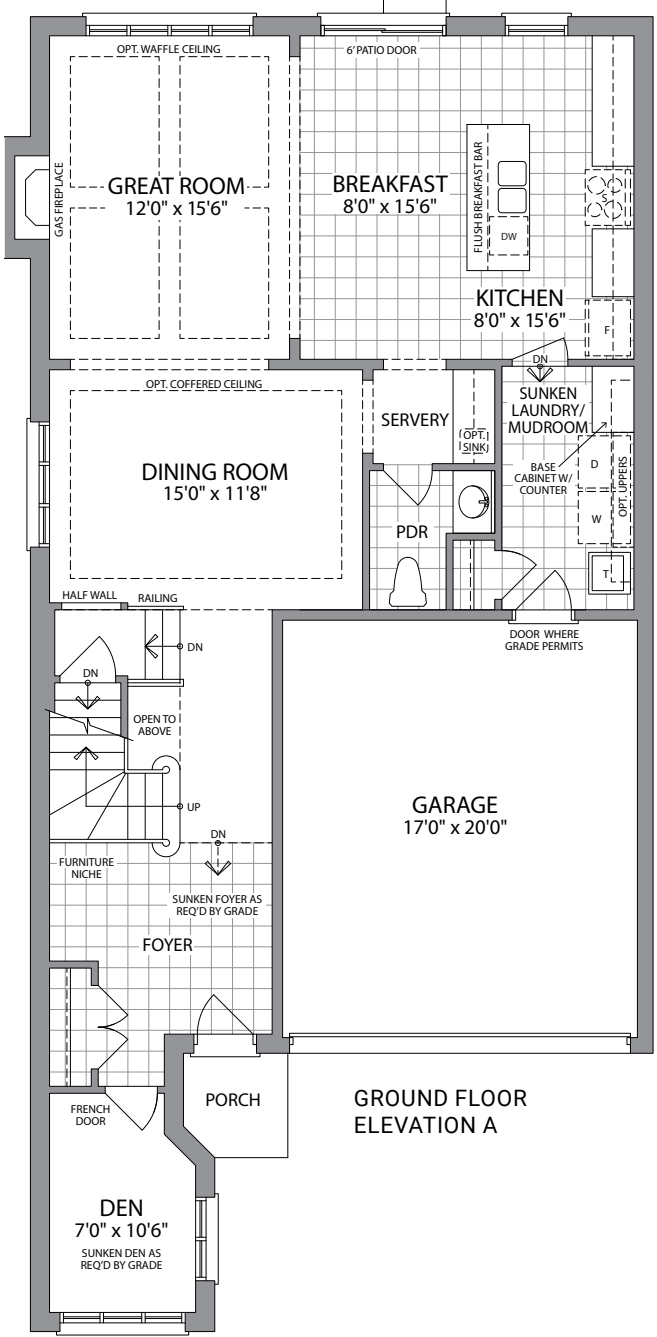 OPT. WAFFLE CEILING
6' PATIO DOOR
GAS FIREPLACE
GREAT ROOM
12'0" x 15'6"
BREAKFAST
8'0" x 15'6"
FLUSH BREAKFAST BAR
DW
S
KITCHEN
8'0" x 15'6"
F
DN
OPT. COFFERED CEILING
SERVERY
OPT.
SINK
SUNKEN
LAUNDRY/
MUDROOM
BASE
CABINET W/
COUNTER
D
W
OPT. UPPERS
T
DINING ROOM
15'0" x 11'8"
PDR
HALF WALL
RAILING
DN
DN
OPEN TO
ABOVE
UP
DOOR WHERE
GRADE PERMITS
GARAGE
17'0" x 20'0"
DN
FURNITURE
NICHE
SUNKEN FOYER AS
REQ'D BY GRADE
FOYER
FRENCH
DOOR
PORCH
GROUND FLOOR
ELEVATION A
DEN
7'0" x 10'6"
SUNKEN DEN AS
REQ'D BY GRADE